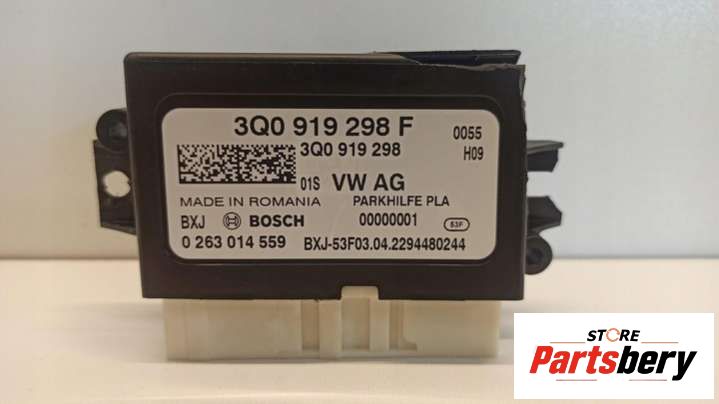 3Q0 919 298 F 0055
3Q0 919 298 H09
01S VW AG
MADE IN ROMANIA PARKHILFE PLA
BXJ BOSCH 00000001 53F
0 263 014 559 BXJ-53F03.04.2294480244
STORE
Partsbery